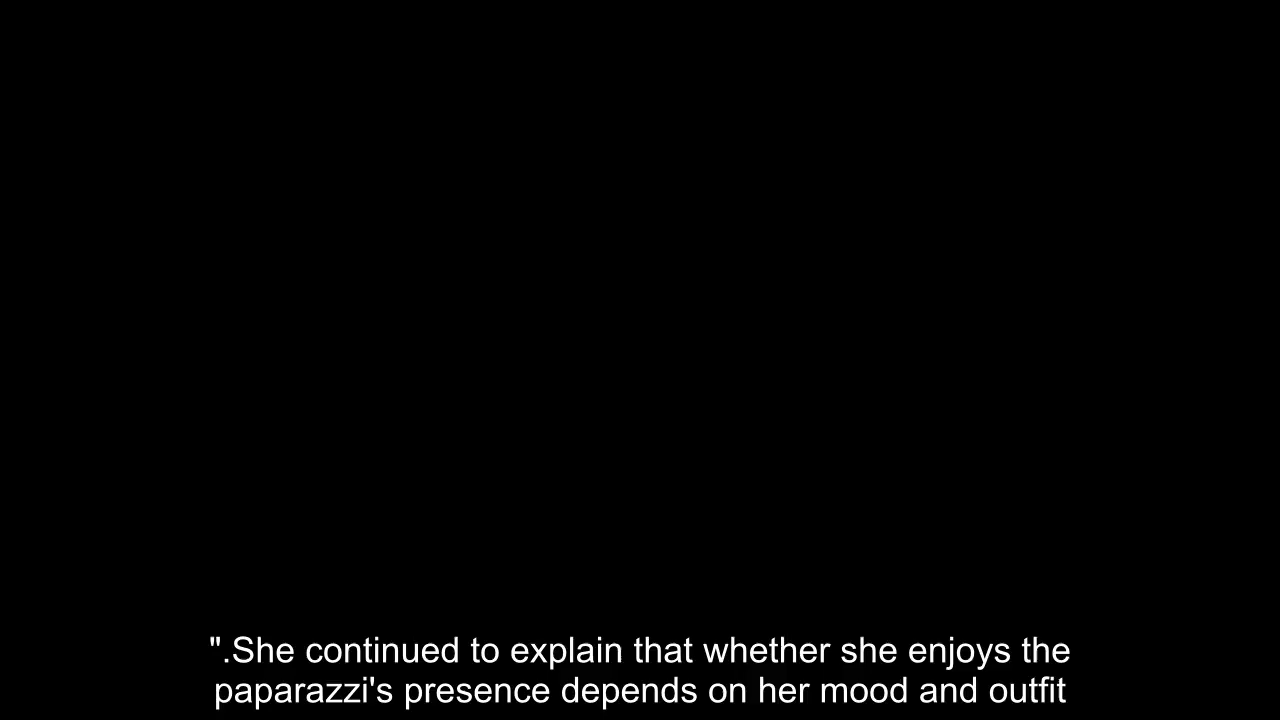 ".She continued to explain that whether she enjoys the
paparazzi's presence depends on her mood and outfit